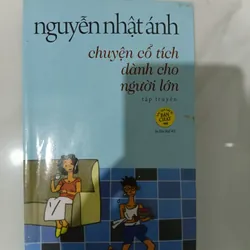 nguyễn nhật ánh
chuyện cổ tích
dành cho
người lớn
tập truyện